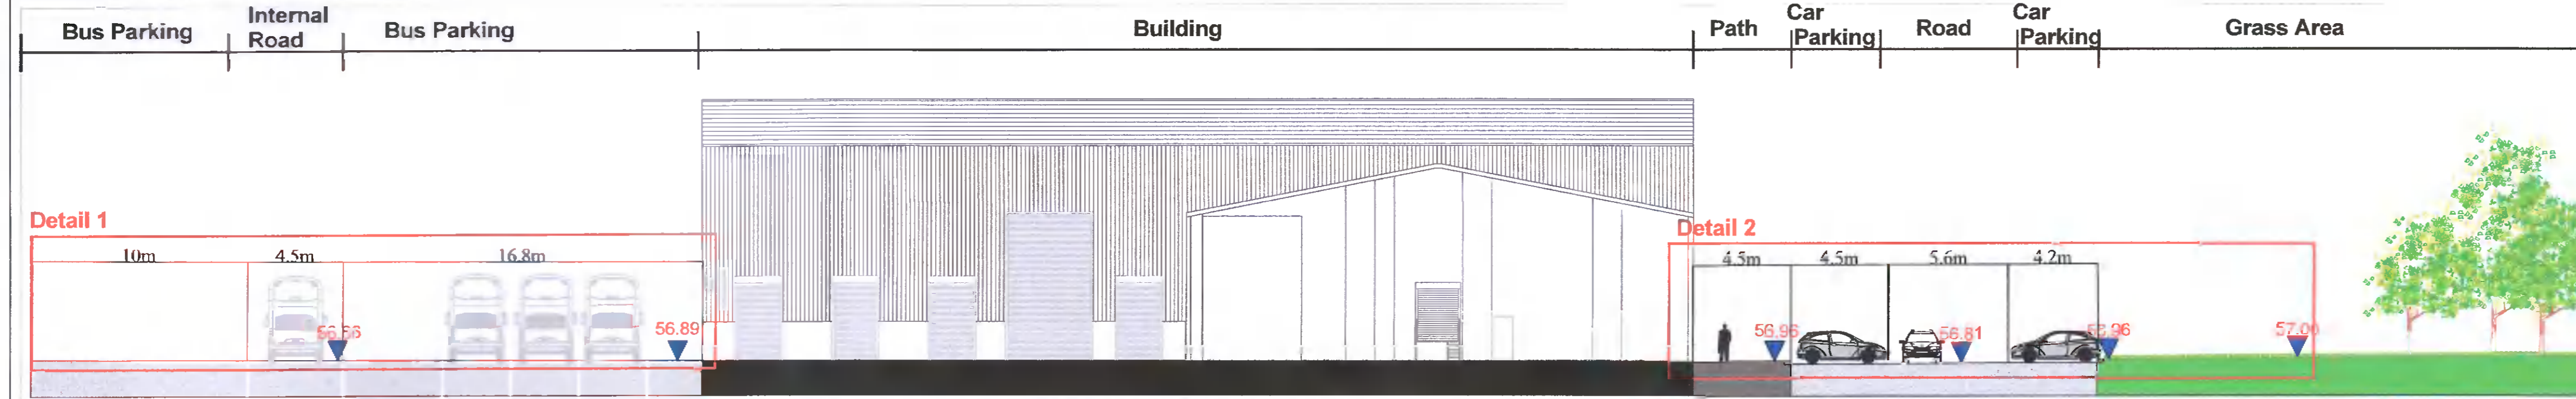 Bus Parking
Internal
Road
Bus Parking
Building
Path
Car
Parking
Road
Car
Parking
Grass Area
Detail 1
10m
4.5m
16.8m
56.89
Detail 2
4.5m
4.5m
5.6m
4.2m
56.96
56.81
57.00